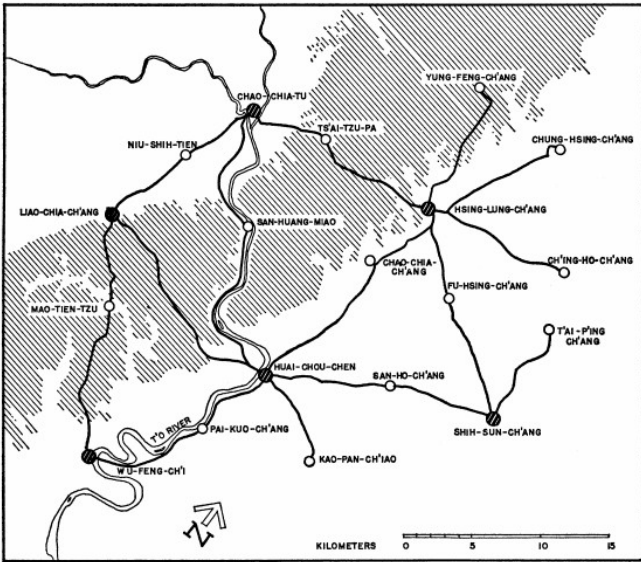 YUNG-FENG-CH'ANG
CHAO-CHIA-TU
TS'AI-TZU-PA
CHUNG-HSING-CH'ANG
NIU-SHIH-TIEN
LIAO-CHIA-CH'ANG
HSING-LUNG-CH'ANG
SAN-HUANG-MIAO
CHAO-CHIA-
CH'ANG
CH'ING-HO-CH'ANG
FU-HSING-CH'ANG
MAO-TIEN-TZU
T'AI-P'ING
CH'ANG
HUAI-CHOU-CHEN
SAN-HO-CH'ANG
T'O RIVER
PAI-KUO-CH'ANG
SHIH-SUN-CH'ANG
WU-FENG-CH'I
KAO-PAN-CH'IAO
N
KILOMETERS 0 5 10 15